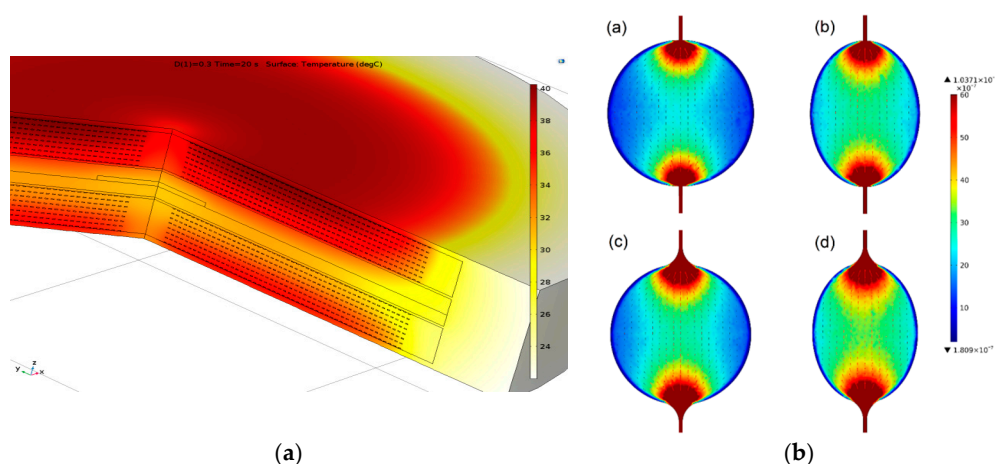 D(1)=0.3 Time=20 s   Surface: Temperature (degC)
40
38
36
34
32
30
28
26
24
z
y
x
(a)
(a)
(b)
(c)
(d)
▲ 1.0371×10⁻
×10⁻⁷
60
50
40
30
20
10
▼ 1.809×10⁻⁷
(b)